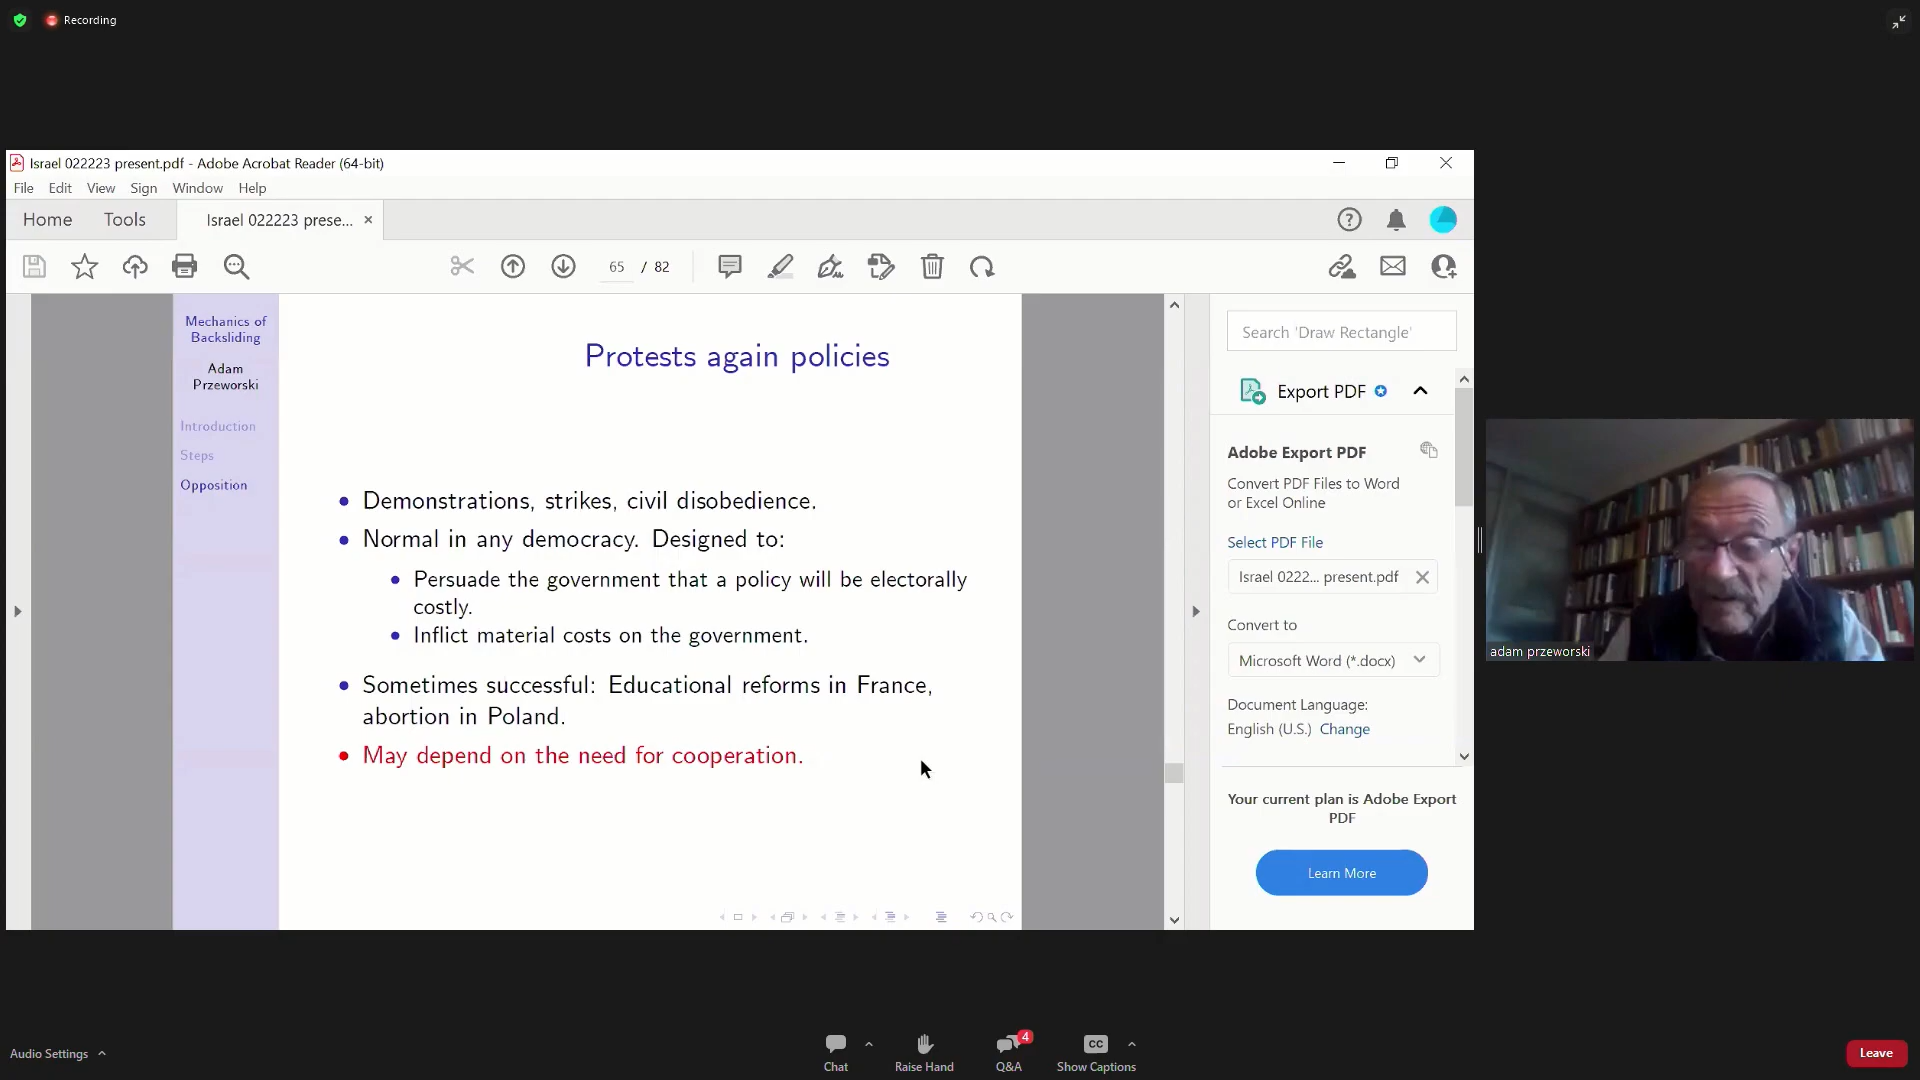 Recording
Israel 022223 present.pdf - Adobe Acrobat Reader (64-bit)
File Edit View Sign Window Help
Home Tools Israel 022223 prese... ×
65 / 82
Mechanics of
Backsliding
Adam
Przeworski
Introduction
Steps
Opposition
Protests again policies
• Demonstrations, strikes, civil disobedience.
• Normal in any democracy. Designed to:
• Persuade the government that a policy will be electorally
costly.
• Inflict material costs on the government.
• Sometimes successful: Educational reforms in France,
abortion in Poland.
• May depend on the need for cooperation.
Search 'Draw Rectangle'
Export PDF
Adobe Export PDF
Convert PDF Files to Word
or Excel Online
Select PDF File
Israel 0222... present.pdf
Convert to
Microsoft Word (*.docx)
Document Language:
English (U.S.) Change
Your current plan is Adobe Export
PDF
Learn More
adam przeworski
Audio Settings
Chat
Raise Hand
4
Q&A
CC
Show Captions
Leave